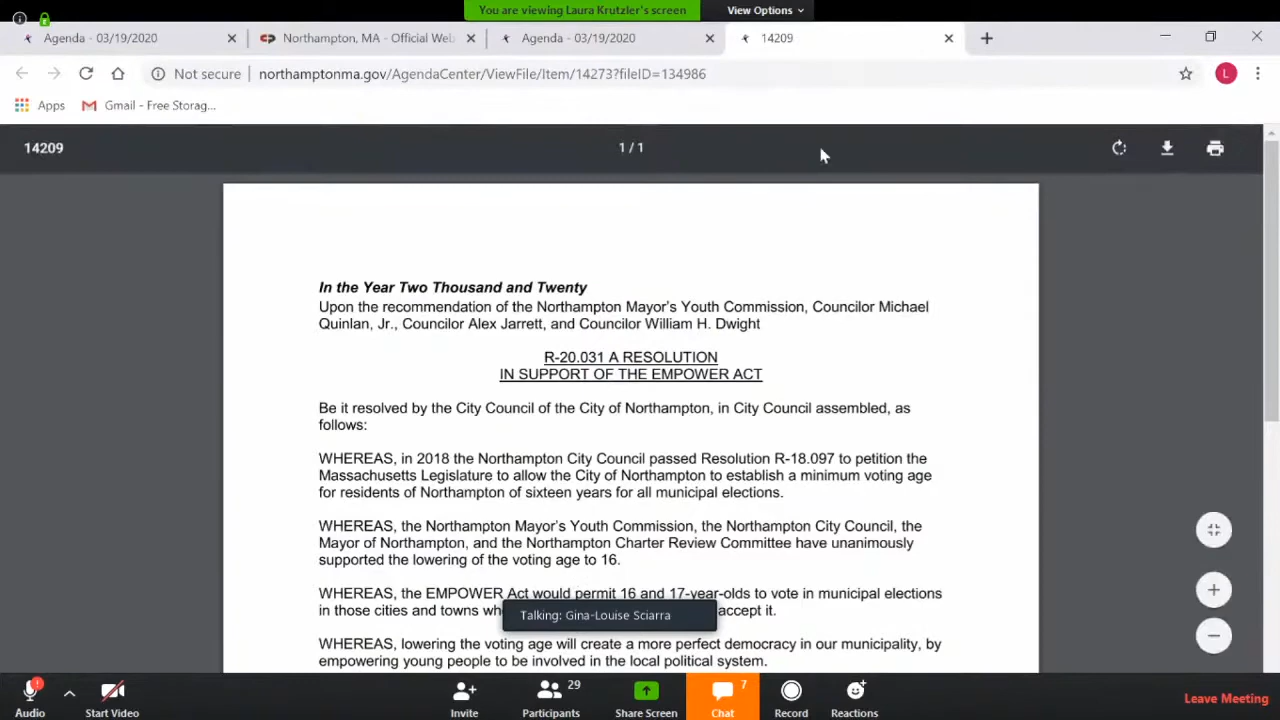 You are viewing Laura Krutzler's screen
View Options
Agenda - 03/19/2020
Northampton, MA - Official Web
Agenda - 03/19/2020
14209
Not secure
northamptonma.gov/AgendaCenter/ViewFile/Item/14273?fileID=134986
L
Apps
Gmail - Free Storag...
14209
1 / 1
In the Year Two Thousand and Twenty
Upon the recommendation of the Northampton Mayor's Youth Commission, Councilor Michael
Quinlan, Jr., Councilor Alex Jarrett, and Councilor William H. Dwight
R-20.031 A RESOLUTION
IN SUPPORT OF THE EMPOWER ACT
Be it resolved by the City Council of the City of Northampton, in City Council assembled, as
follows:
WHEREAS, in 2018 the Northampton City Council passed Resolution R-18.097 to petition the
Massachusetts Legislature to allow the City of Northampton to establish a minimum voting age
for residents of Northampton of sixteen years for all municipal elections.
WHEREAS, the Northampton Mayor's Youth Commission, the Northampton City Council, the
Mayor of Northampton, and the Northampton Charter Review Committee have unanimously
supported the lowering of the voting age to 16.
WHEREAS, the EMPOWER Act would permit 16 and 17-year-olds to vote in municipal elections
in those cities and towns accept it.
Talking: Gina-Louise Sciarra
WHEREAS, lowering the voting age will create a more perfect democracy in our municipality, by
empowering young people to be involved in the local political system.
Audio
Start Video
Invite
Participants
29
Share Screen
Chat
7
Record
Reactions
Leave Meeting